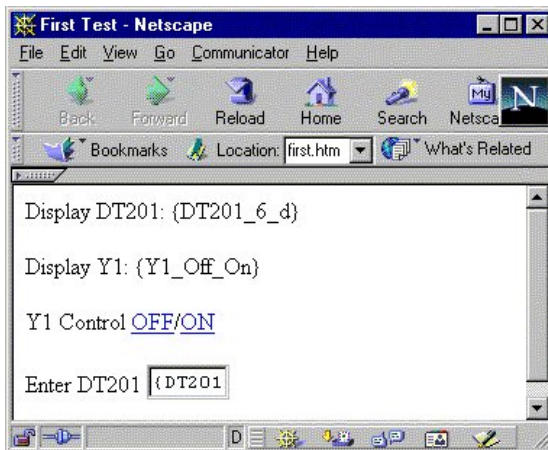 First Test - Netscape
File Edit View Go Communicator Help
Back Forward Reload Home Search Netsca
My N
Bookmarks Location: first.htm What's Related
Display DT201: {DT201_6_d}
Display Y1: {Y1_Off_On}
Y1 Control OFF/ON
Enter DT201 {DT201
D